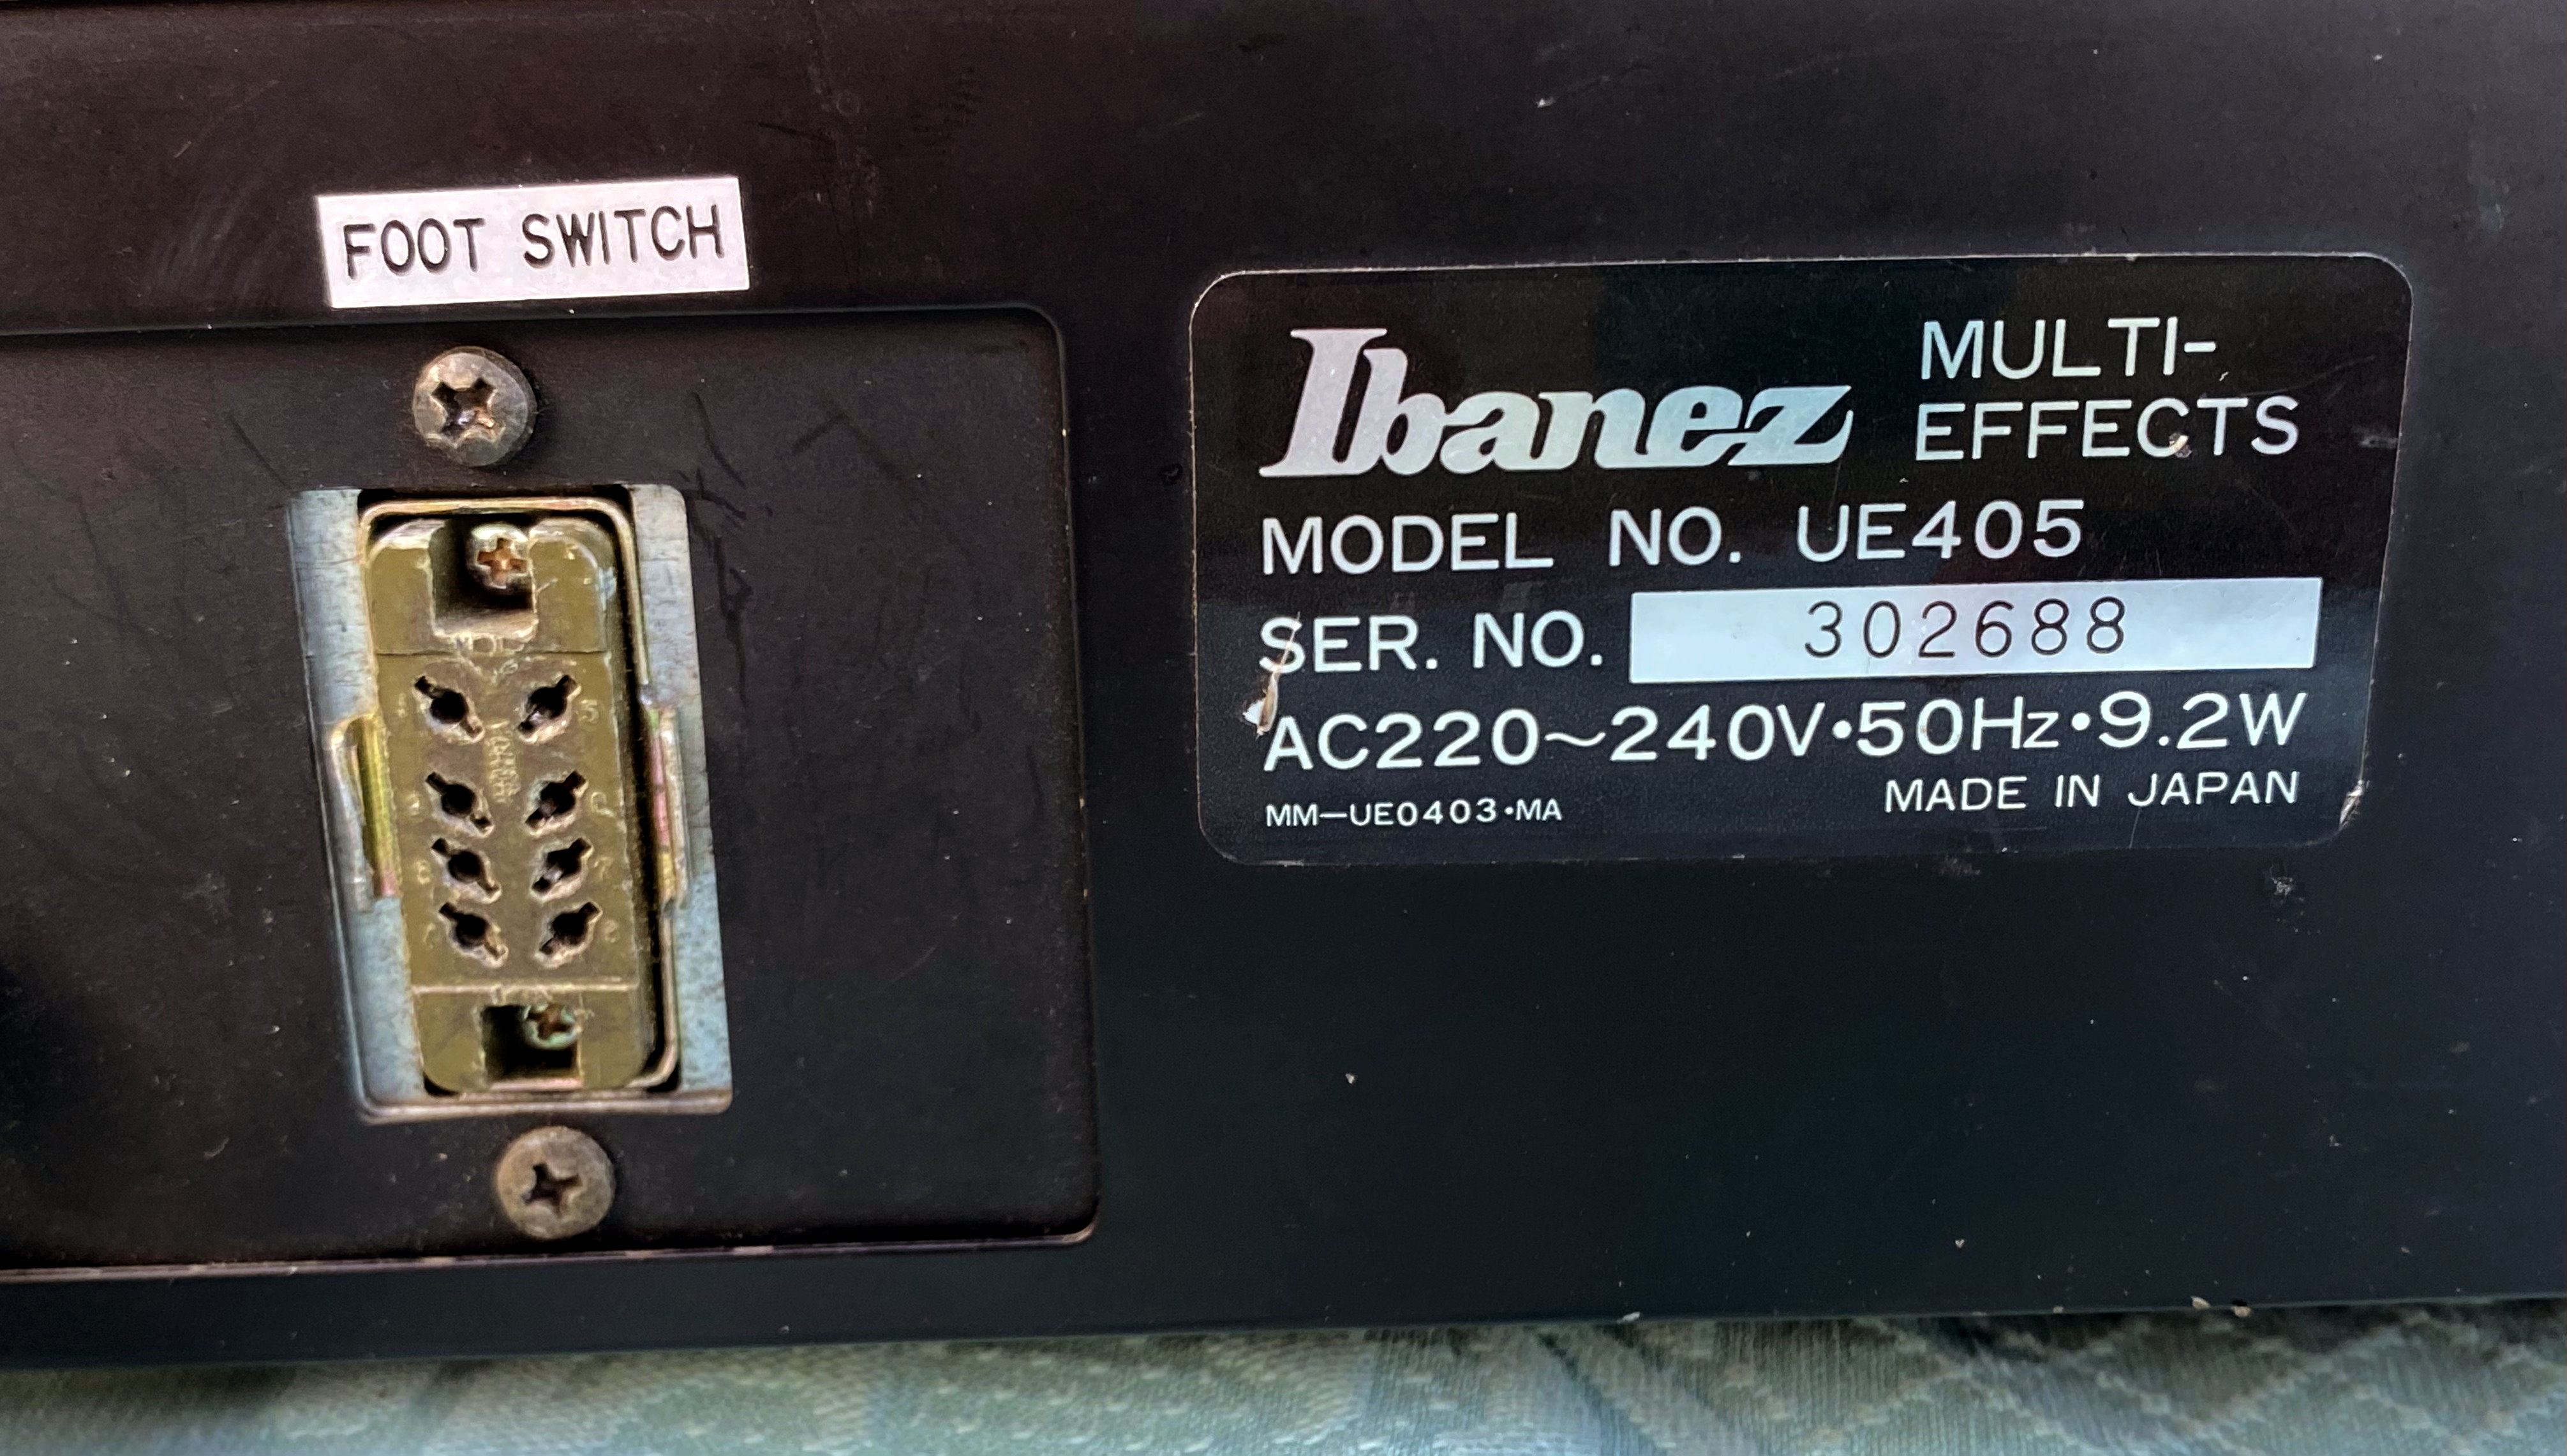 FOOT SWITCH
Ibanez MULTI-
EFFECTS
MODEL NO. UE405
SER. NO. 302688
AC220~240V•50Hz•9.2W
MM-UE0403•MA MADE IN JAPAN